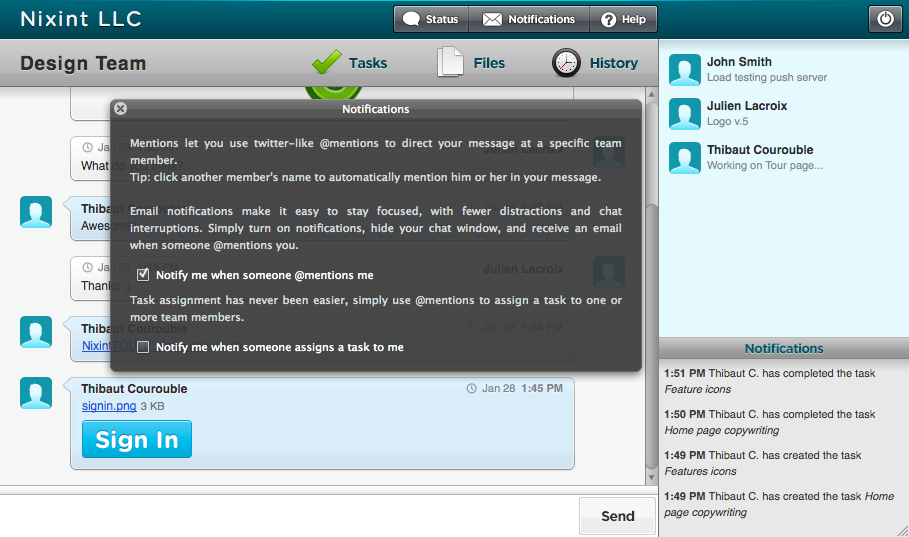 Nixint LLC
Status
Notifications
Help
Design Team
Tasks
Files
History
Notifications
Mentions let you use twitter-like @mentions to direct your message at a specific team
member.
Tip: click another member's name to automatically mention him or her in your message.
Email notifications make it easy to stay focused, with fewer distractions and chat
interruptions. Simply turn on notifications, hide your chat window, and receive an email
when someone @mentions you.
Notify me when someone @mentions me
Task assignment has never been easier, simply use @mentions to assign a task to one or
more team members.
Notify me when someone assigns a task to me
Jan 28
Julien Lacroix
What do
Thibaut Courouble
Awesome
Jan 28
Julien Lacroix
Thanks :)
Thibaut Courouble
Jan 28 1:44 PM
Thibaut Courouble
Jan 28 1:45 PM
signin.png 3 KB
Sign In
Send
John Smith
Load testing push server
Julien Lacroix
Logo v.5
Thibaut Courouble
Working on Tour page...
Notifications
1:51 PM Thibaut C. has completed the task
Feature icons
1:50 PM Thibaut C. has completed the task
Home page copywriting
1:49 PM Thibaut C. has created the task
Features icons
1:49 PM Thibaut C. has created the task Home
page copywriting